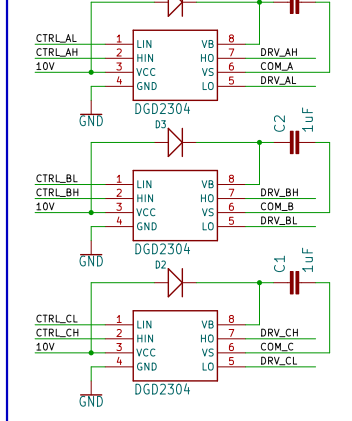 CTRL_AL 1 LIN VB 8
CTRL_AH 2 HIN HO 7 DRV_AH
10V 3 VCC VS 6 COM_A
4 GND LO 5 DRV_AL
GND DGD2304
D3 C2 1uF
CTRL_BL 1 LIN VB 8
CTRL_BH 2 HIN HO 7 DRV_BH
10V 3 VCC VS 6 COM_B
4 GND LO 5 DRV_BL
GND DGD2304
D2 C1 1uF
CTRL_CL 1 LIN VB 8
CTRL_CH 2 HIN HO 7 DRV_CH
10V 3 VCC VS 6 COM_C
4 GND LO 5 DRV_CL
GND DGD2304